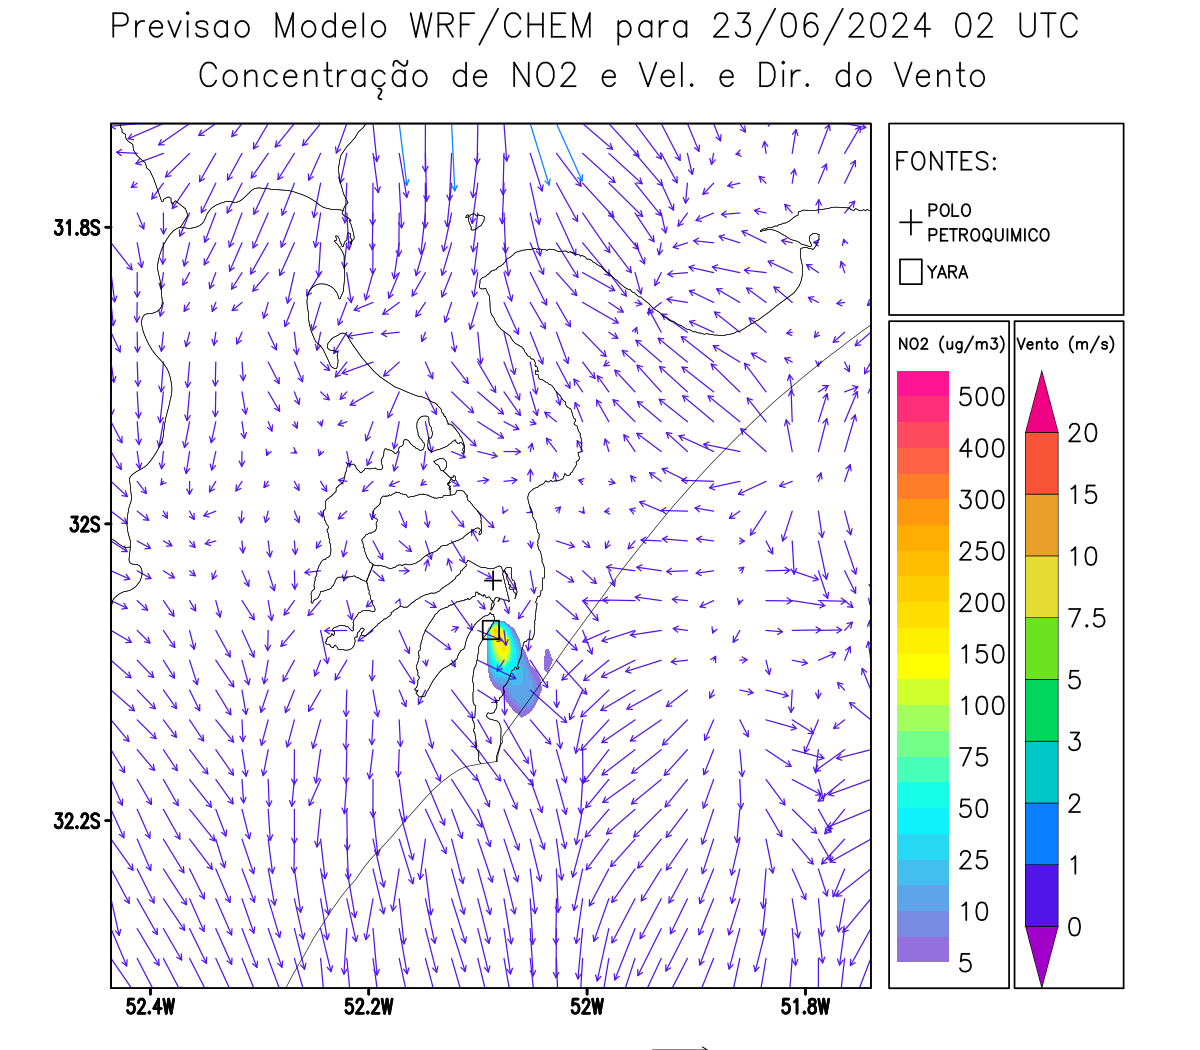 Previsao Modelo WRF/CHEM para 23/06/2024 02 UTC
Concentração de NO2 e Vel. e Dir. do Vento
FONTES:
POLO
PETROQUIMICO
YARA
NO2 (ug/m3)
500
400
300
250
200
150
100
75
50
25
10
5
Vento (m/s)
20
15
10
7.5
5
3
2
1
0
31.8S
32S
32.2S
52.4W
52.2W
52W
51.8W